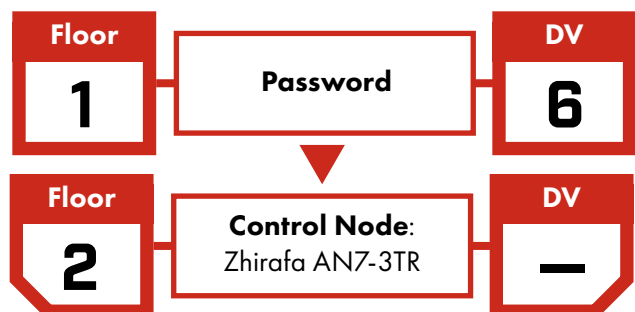 Floor
1
Password
DV
6
Floor
2
Control Node:
Zhirafa AN7-3TR
DV
—